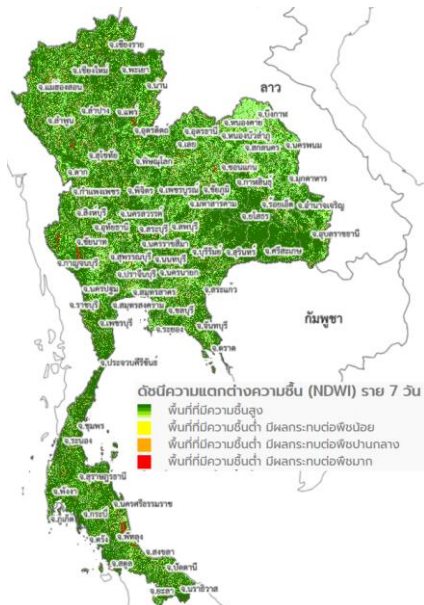 จ.เชียงราย
จ.เชียงใหม่ จ.พะเยา
จ.แม่ฮ่องสอน จ.น่าน
จ.ลำปาง จ.แพร่
จ.ลำพูน
จ.อุตรดิตถ์
จ.สุโขทัย จ.พิษณุโลก
จ.ตาก
จ.กำแพงเพชร จ.พิจิตร จ.เพชรบูรณ์ จ.ชัยภูมิ
ลาว
จ.บึงกาฬ
จ.หนองคาย
จ.อุดรธานี จ.หนองบัวลำภู
จ.เลย จ.สกลนคร จ.นครพนม
จ.ขอนแก่น
จ.กาฬสินธุ์ จ.มุกดาหาร
จ.มหาสารคาม จ.ร้อยเอ็ด จ.อำนาจเจริญ
จ.ยโสธร
จ.อุบลราชธานี
จ.สิงห์บุรี จ.นครสวรรค์
จ.อุทัยธานี จ.สระบุรี จ.ลพบุรี
จ.ชัยนาท จ.นครราชสีมา
จ.สุพรรณบุรี จ.นนทบุรี จ.บุรีรัมย์ จ.สุรินทร์ จ.ศรีสะเกษ
จ.กาญจนบุรี
จ.ปราจีนบุรี จ.นครนายก
จ.นครปฐม จ.สมุทรสาคร จ.สระแก้ว
จ.ราชบุรี จ.สมุทรสงคราม
จ.ชลบุรี
จ.เพชรบุรี จ.ระยอง จ.จันทบุรี
จ.ตราด
กัมพูชา
จ.ประจวบคีรีขันธ์
ดัชนีความแตกต่างความชื้น (NDWI) ราย 7 วัน
พื้นที่ที่มีความชื้นสูง
พื้นที่ที่มีความชื้นต่ำ มีผลกระทบต่อพืชน้อย
พื้นที่ที่มีความชื้นต่ำ มีผลกระทบต่อพืชปานกลาง
พื้นที่ที่มีความชื้นต่ำ มีผลกระทบต่อพืชมาก
จ.ชุมพร
จ.ระนอง
จ.สุราษฎร์ธานี
จ.พังงา
จ.นครศรีธรรมราช
จ.ภูเก็ต จ.กระบี่
จ.ตรัง จ.พัทลุง
จ.สงขลา
จ.สตูล จ.ปัตตานี
จ.ยะลา จ.นราธิวาส